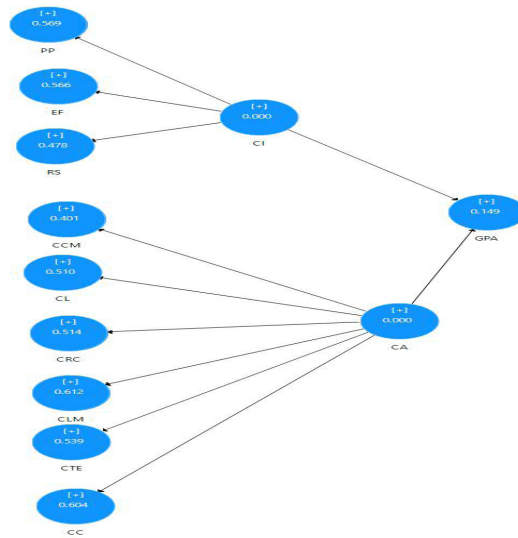 [+]
0.569
PP
[+]
0.566
EF
[+]
0.000
CI
[+]
0.478
RS
[+]
0.149
GPA
[+]
0.401
CCM
[+]
0.510
CL
[+]
0.000
CA
[+]
0.514
CRC
[+]
0.612
CLM
[+]
0.539
CTE
[+]
0.604
CC